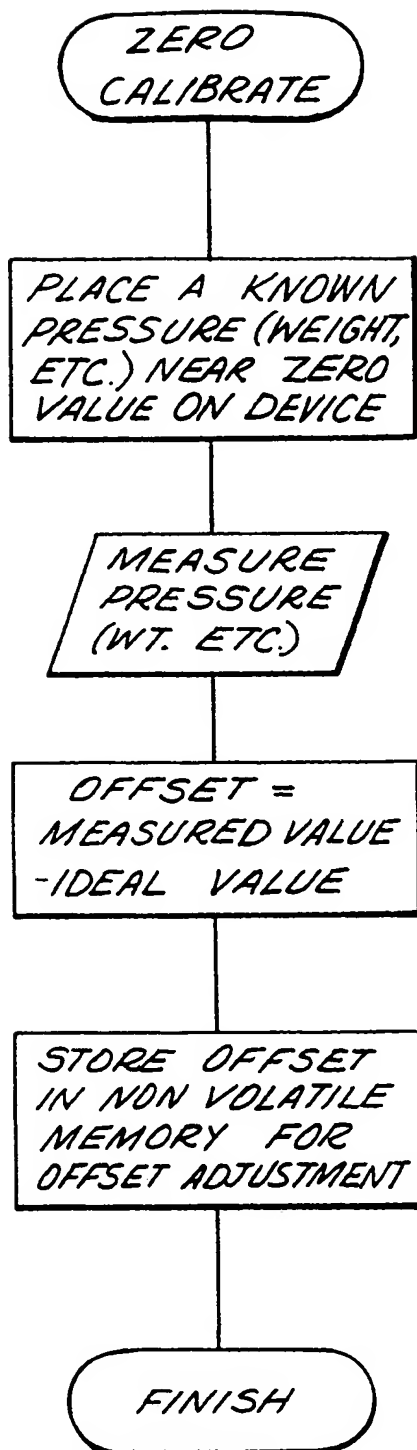 ZERO
CALIBRATE
PLACE A KNOWN
PRESSURE (WEIGHT,
ETC.) NEAR ZERO
VALUE ON DEVICE
MEASURE
PRESSURE
(WT. ETC.)
OFFSET =
MEASURED VALUE
-IDEAL VALUE
STORE OFFSET
IN NON VOLATILE
MEMORY FOR
OFFSET ADJUSTMENT
FINISH